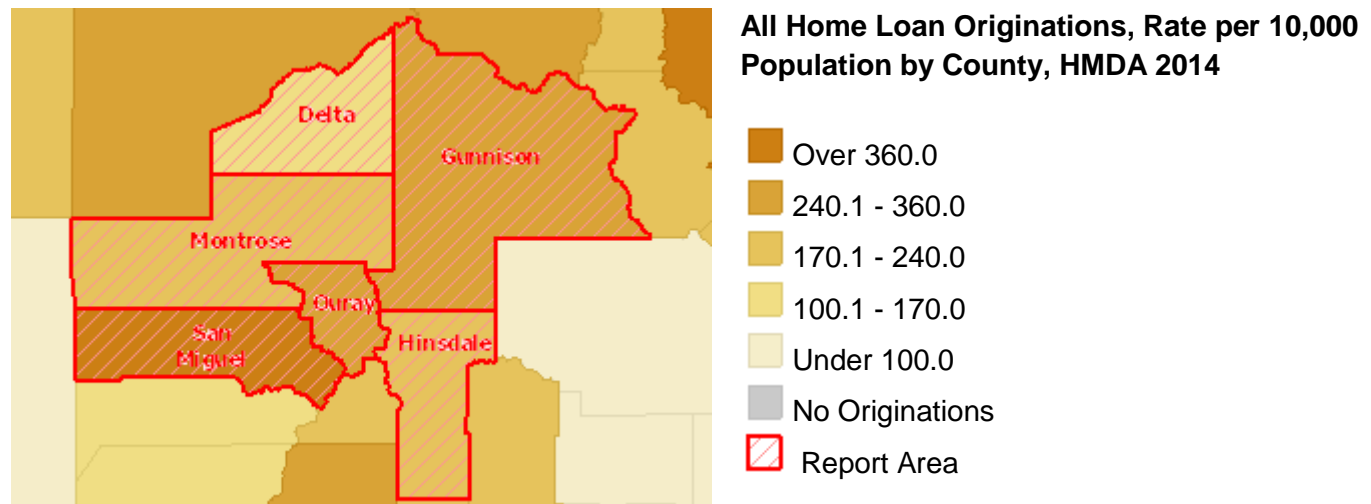 All Home Loan Originations, Rate per 10,000
Population by County, HMDA 2014
Delta
Gunnison
Montrose
Ouray
San
Miguel
Hinsdale
Over 360.0
240.1 - 360.0
170.1 - 240.0
100.1 - 170.0
Under 100.0
No Originations
Report Area